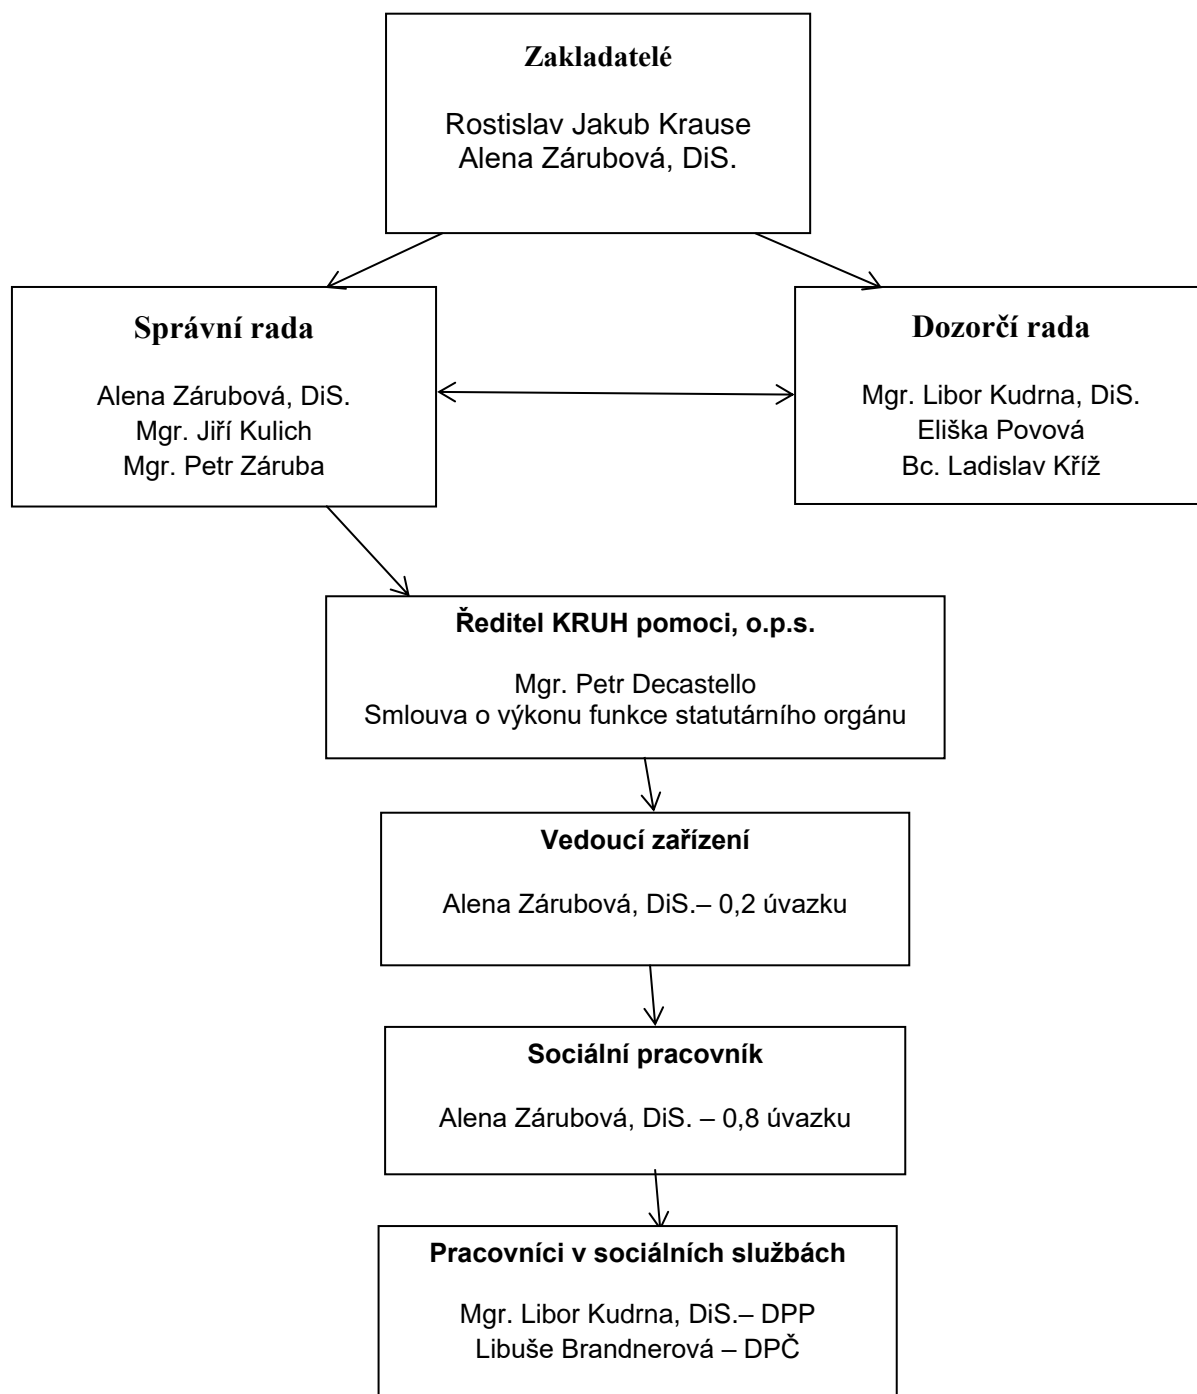 Zakladatelé
Rostislav Jakub Krause
Alena Zárubová, DiS.
Správní rada
Alena Zárubová, DiS.
Mgr. Jiří Kulich
Mgr. Petr Záruba
Dozorčí rada
Mgr. Libor Kudrna, DiS.
Eliška Povová
Bc. Ladislav Kříž
Ředitel KRUH pomoci, o.p.s.
Mgr. Petr Decastello
Smlouva o výkonu funkce statutárního orgánu
Vedoucí zařízení
Alena Zárubová, DiS.– 0,2 úvazku
Sociální pracovník
Alena Zárubová, DiS. – 0,8 úvazku
Pracovníci v sociálních službách
Mgr. Libor Kudrna, DiS.– DPP
Libuše Brandnerová – DPČ